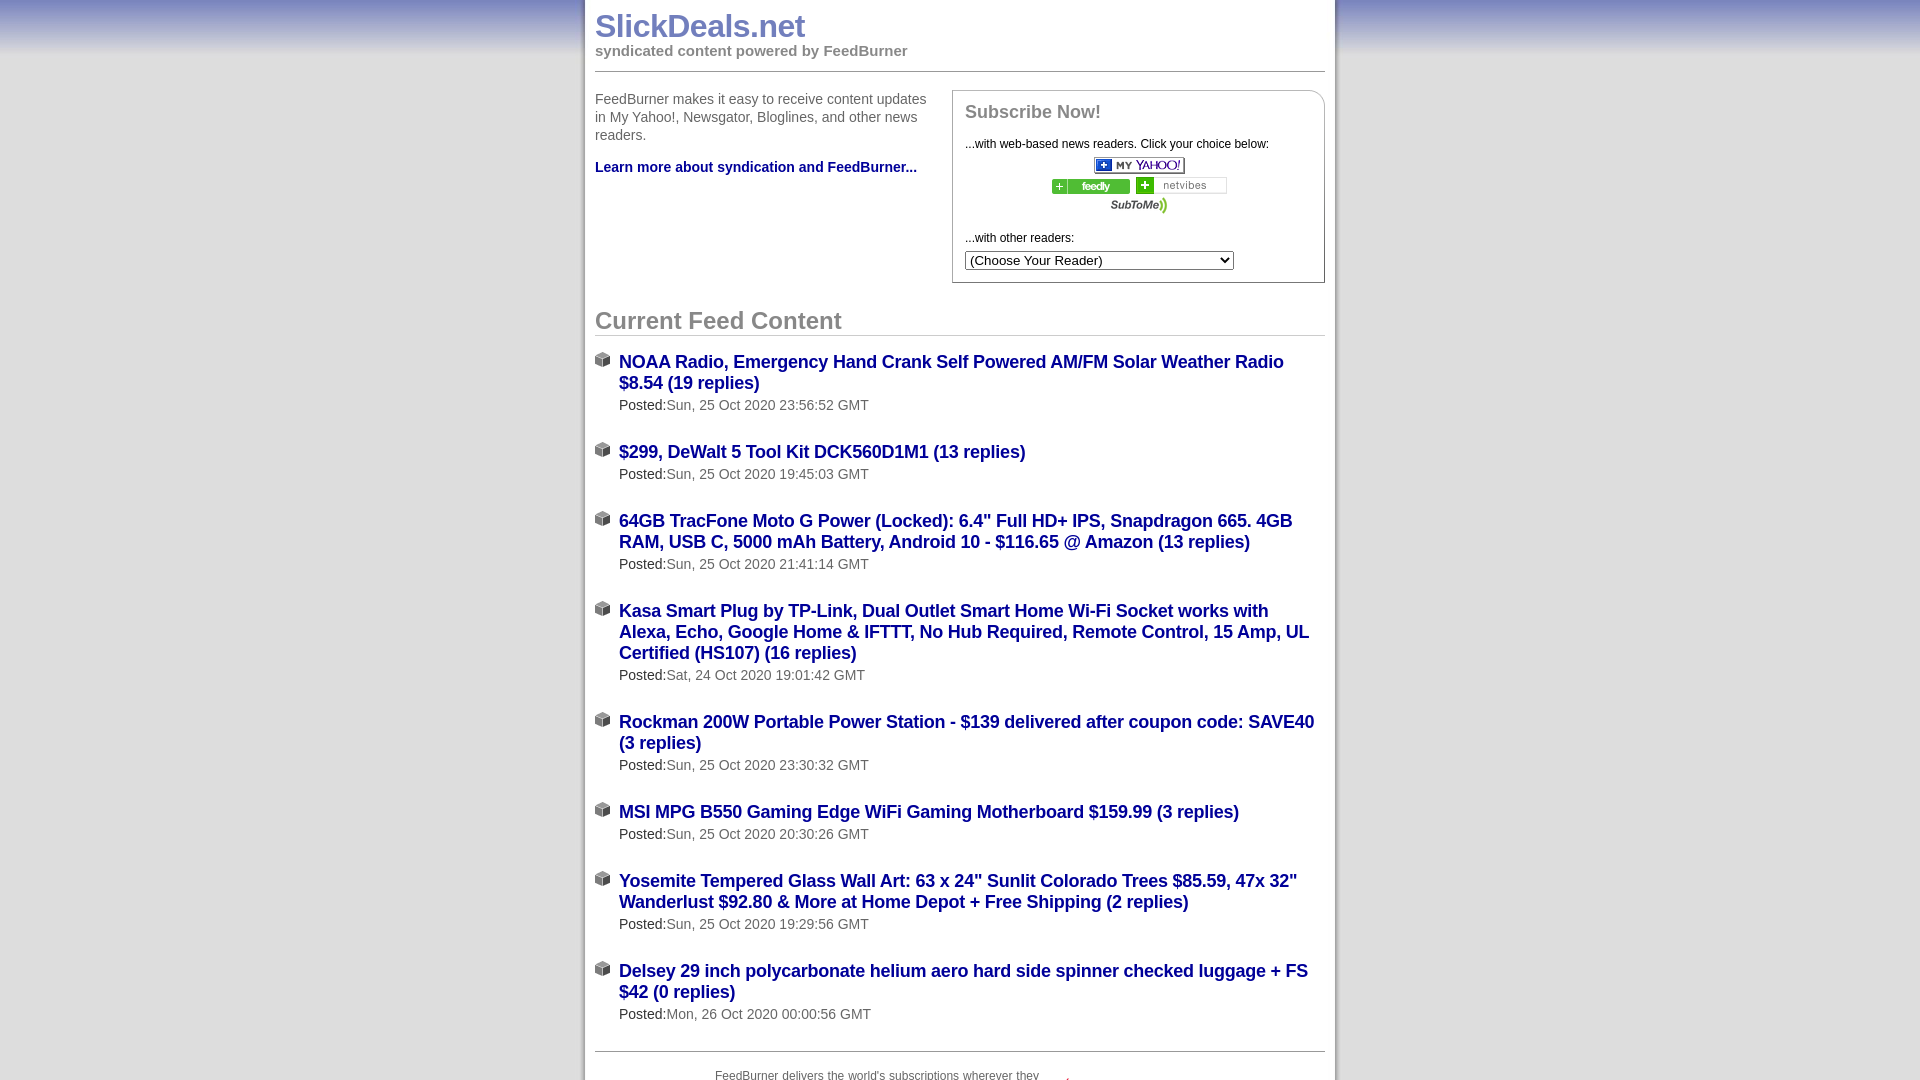 SlickDeals.net
syndicated content powered by FeedBurner
FeedBurner makes it easy to receive content updates
in My Yahoo!, Newsgator, Bloglines, and other news
readers.
Learn more about syndication and FeedBurner...
Subscribe Now!
...with web-based news readers. Click your choice below:
MY YAHOO!
feedly
netvibes
SubToMe
...with other readers:
(Choose Your Reader)
Current Feed Content
NOAA Radio, Emergency Hand Crank Self Powered AM/FM Solar Weather Radio
$8.54 (19 replies)
Posted:Sun, 25 Oct 2020 23:56:52 GMT
$299, DeWalt 5 Tool Kit DCK560D1M1 (13 replies)
Posted:Sun, 25 Oct 2020 19:45:03 GMT
64GB TracFone Moto G Power (Locked): 6.4" Full HD+ IPS, Snapdragon 665. 4GB
RAM, USB C, 5000 mAh Battery, Android 10 - $116.65 @ Amazon (13 replies)
Posted:Sun, 25 Oct 2020 21:41:14 GMT
Kasa Smart Plug by TP-Link, Dual Outlet Smart Home Wi-Fi Socket works with
Alexa, Echo, Google Home & IFTTT, No Hub Required, Remote Control, 15 Amp, UL
Certified (HS107) (16 replies)
Posted:Sat, 24 Oct 2020 19:01:42 GMT
Rockman 200W Portable Power Station - $139 delivered after coupon code: SAVE40
(3 replies)
Posted:Sun, 25 Oct 2020 23:30:32 GMT
MSI MPG B550 Gaming Edge WiFi Gaming Motherboard $159.99 (3 replies)
Posted:Sun, 25 Oct 2020 20:30:26 GMT
Yosemite Tempered Glass Wall Art: 63 x 24" Sunlit Colorado Trees $85.59, 47x 32"
Wanderlust $92.80 & More at Home Depot + Free Shipping (2 replies)
Posted:Sun, 25 Oct 2020 19:29:56 GMT
Delsey 29 inch polycarbonate helium aero hard side spinner checked luggage + FS
$42 (0 replies)
Posted:Mon, 26 Oct 2020 00:00:56 GMT
FeedBurner delivers the world's subscriptions wherever they